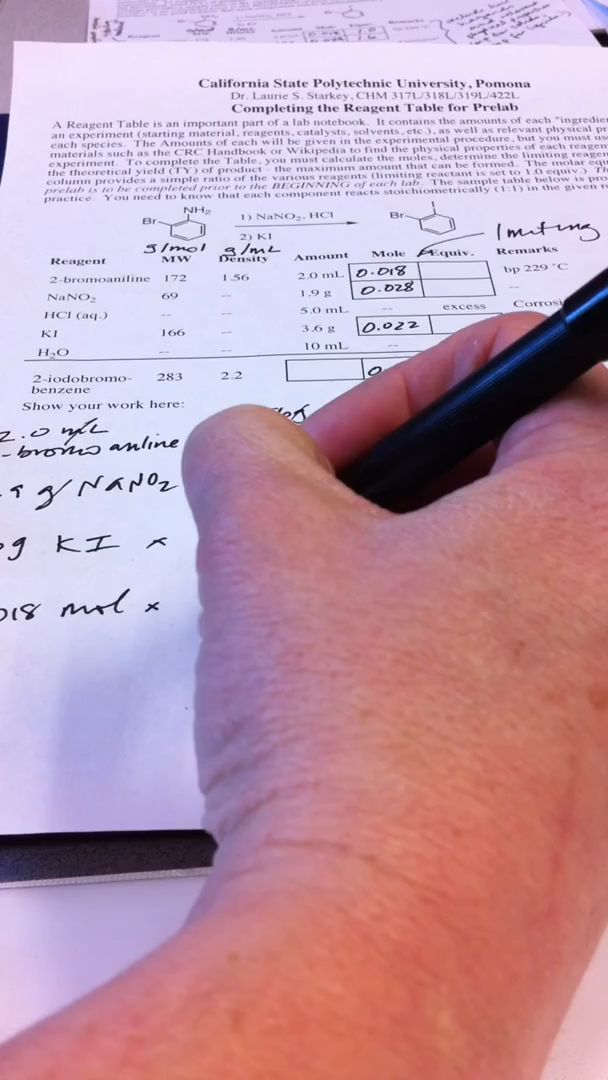 California State Polytechnic University, Pomona
Dr. Laurie S. Starkey, CHM 317L/318L/319L/422L
Completing the Reagent Table for Prelab
A Reagent Table is an important part of a lab notebook. It contains the amounts of each "ingredien
an experiment (starting material, reagents, catalysts, solvents, etc.), as well as relevant physical pr
each species. The Amounts of each will be given in the experimental procedure, but you must use
materials such as the CRC Handbook or Wikipedia to find the physical properties of each reagen
experiment. To complete the Table, you must calculate the moles, determine the limiting reagen
the theoretical yield (TY) of product - the maximum amount that can be formed. The molar equ
column provides a simple ratio of the various reagents (limiting reactant is set to 1.0 equiv.) Th
prelab is to be completed prior to the BEGINNING of each lab. The sample table below is pro
practice. You need to know that each component reacts stoichiometrically (1:1) in the given r
NH2
Br 1) NaNO2, HCl Br I
2) KI
limiting
g/mol g/mL
Reagent MW Density Amount Mole Equiv. Remarks
2-bromoaniline 172 1.56 2.0 mL 0.018 bp 229 °C
NaNO2 69 -- 1.9 g 0.028 --
HCl (aq.) -- -- 5.0 mL -- excess Corrosi
KI 166 -- 3.6 g 0.022
H2O -- -- 10 mL --
2-iodobromo- 283 2.2 0
benzene
Show your work here:
2.0 mL
-bromoaniline
.9 g NaNO2
g KI x
018 mol x